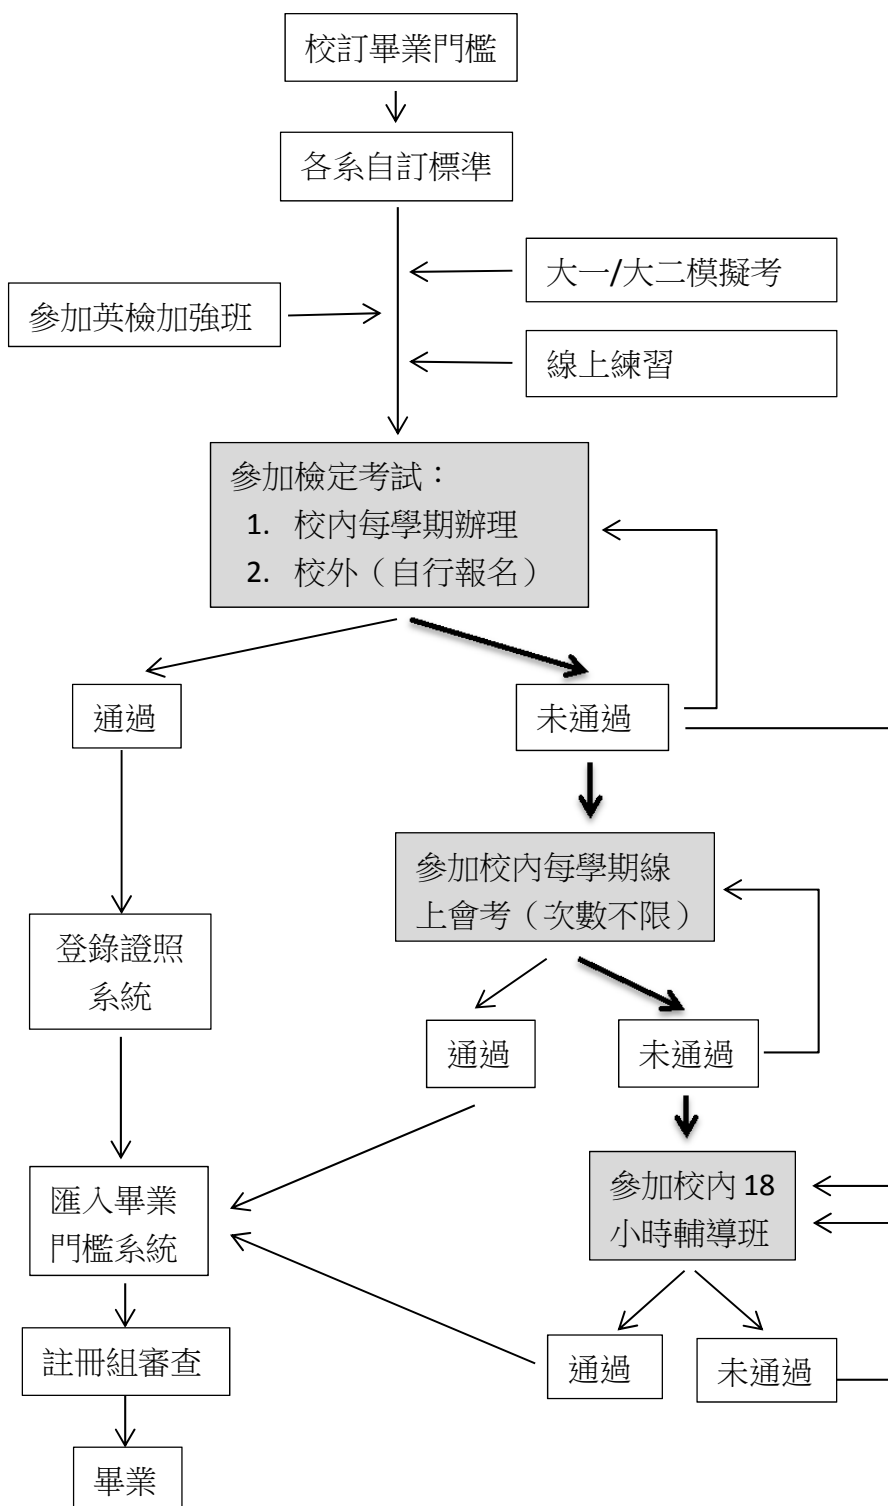 校訂畢業門檻
各系自訂標準
大一/大二模擬考
參加英檢加強班
線上練習
參加檢定考試：
1. 校內每學期辦理
2. 校外（自行報名）
通過
未通過
參加校內每學期線
上會考（次數不限）
登錄證照
系統
通過
未通過
匯入畢業
門檻系統
參加校內 18
小時輔導班
註冊組審查
通過
未通過
畢業